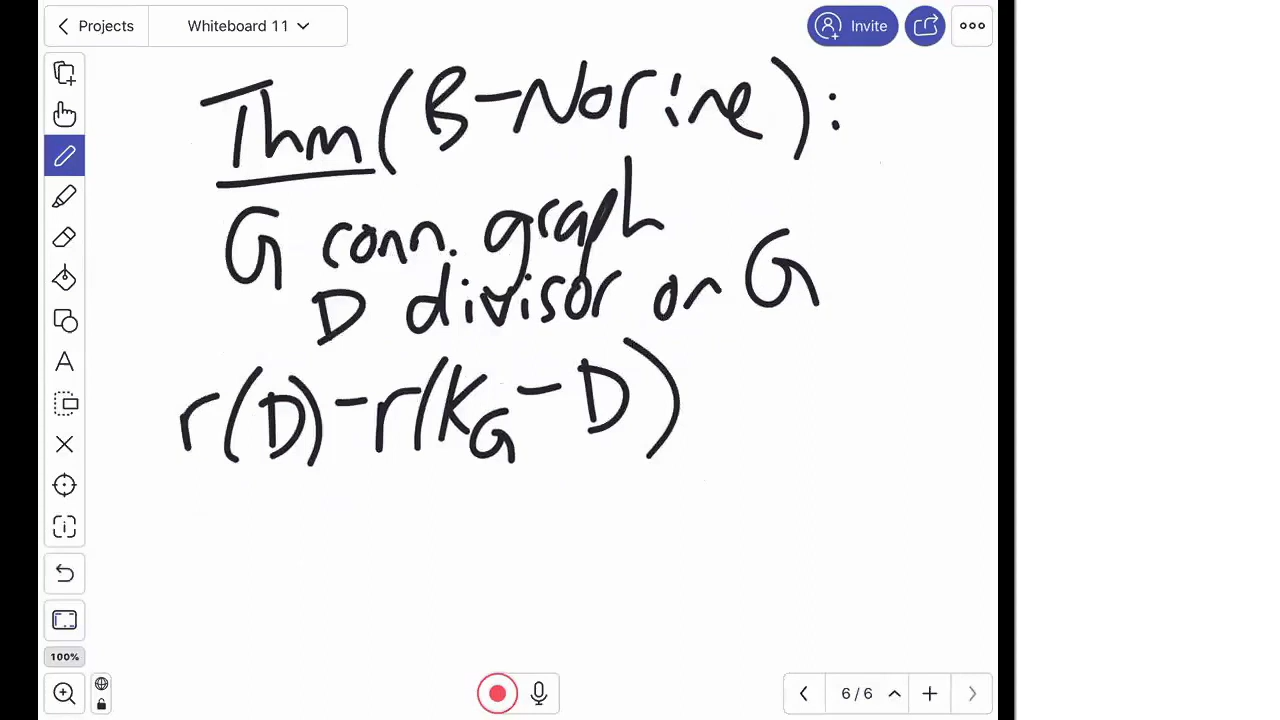 Projects
Whiteboard 11
Invite
Thm (B-Norine):
G conn. graph
D divisor on G
r(D)-r(K_G-D)
A
100%
6/6